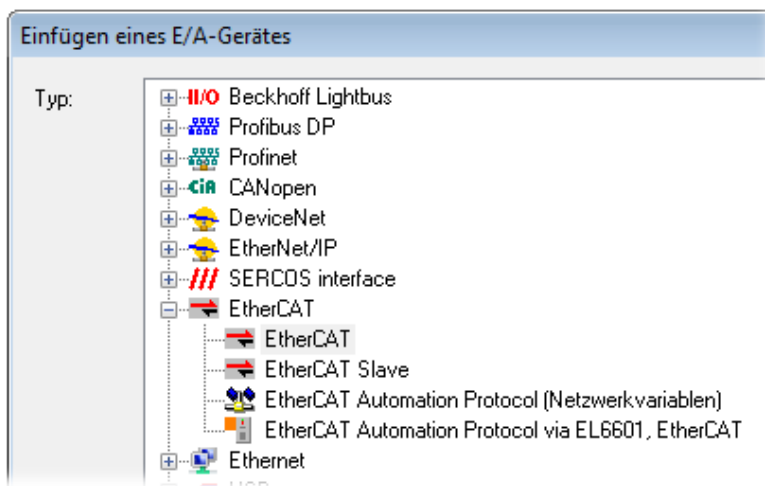 Einfügen eines E/A-Gerätes
Typ:
II/O Beckhoff Lightbus
Profibus DP
Profinet
CiA CANopen
DeviceNet
EtherNet/IP
SERCOS interface
EtherCAT
EtherCAT
EtherCAT Slave
EtherCAT Automation Protocol (Netzwerkvariablen)
EtherCAT Automation Protocol via EL6601, EtherCAT
Ethernet